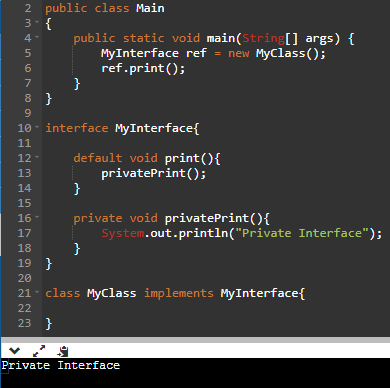 2 public class Main
3 {
4     public static void main(String[] args) {
5         MyInterface ref = new MyClass();
6         ref.print();
7     }
8 }
9
10 interface MyInterface{
11
12     default void print(){
13         privatePrint();
14     }
15
16     private void privatePrint(){
17         System.out.println("Private Interface");
18     }
19 }
20
21 class MyClass implements MyInterface{
22
23 }
Private Interface